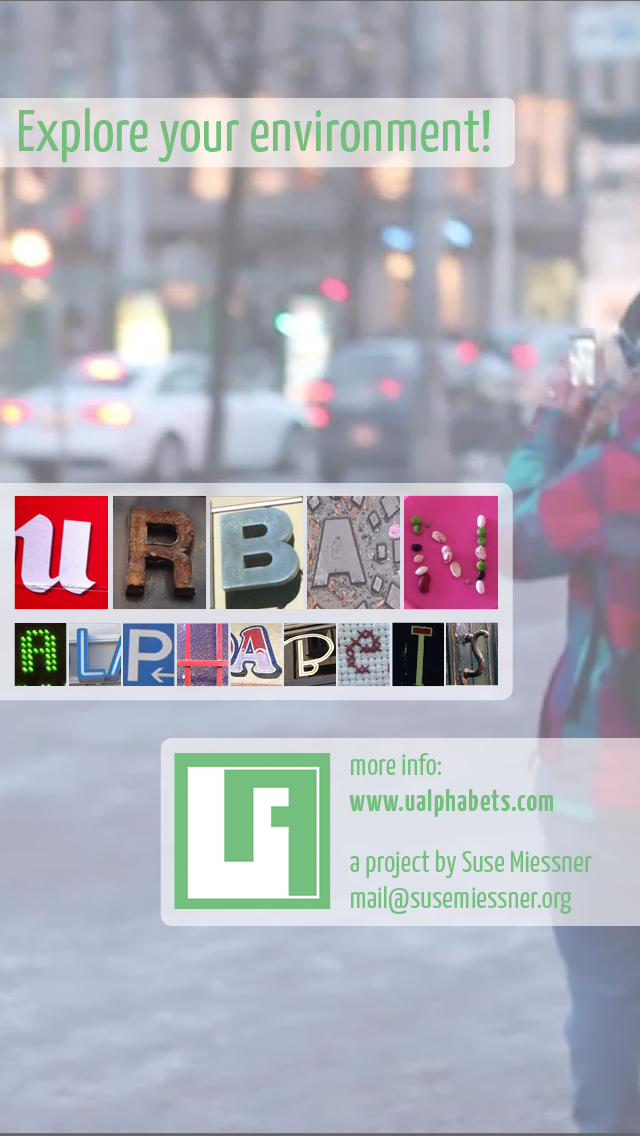 Explore your environment!
uRBAN
ALPHABeTS
more info:
www.ualphabets.com
a project by Suse Miessner
mail@susemiessner.org